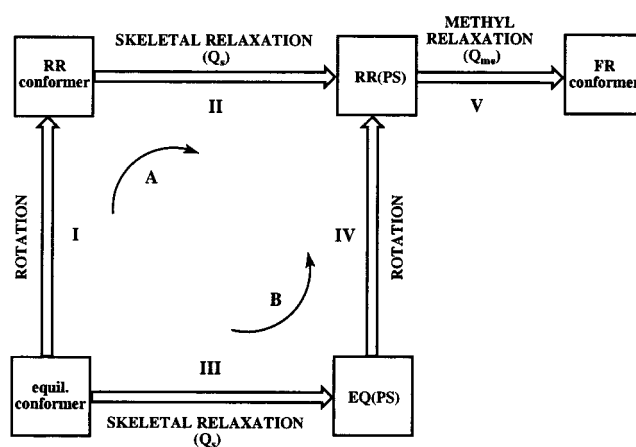 SKELETAL RELAXATION
(Qs)
METHYL
RELAXATION
(Qme)
RR
conformer
RR(PS)
FR
conformer
II
V
A
ROTATION
I
IV
ROTATION
B
III
equil.
conformer
EQ(PS)
SKELETAL RELAXATION
(Qs)